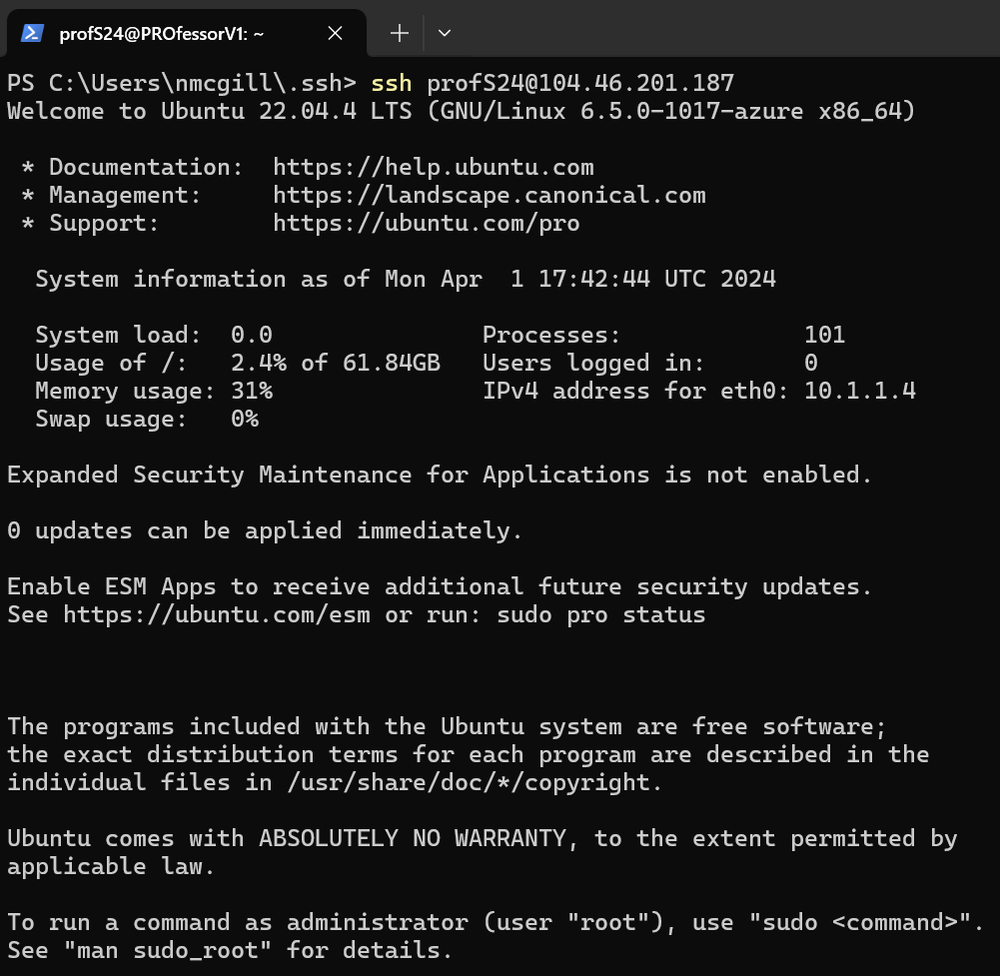 profS24@PROfessorV1: ~
PS C:\Users\nmcgill\.ssh> ssh profS24@104.46.201.187
Welcome to Ubuntu 22.04.4 LTS (GNU/Linux 6.5.0-1017-azure x86_64)
* Documentation: https://help.ubuntu.com
* Management: https://landscape.canonical.com
* Support: https://ubuntu.com/pro
System information as of Mon Apr 1 17:42:44 UTC 2024
System load: 0.0 Processes: 101
Usage of /: 2.4% of 61.84GB Users logged in: 0
Memory usage: 31% IPv4 address for eth0: 10.1.1.4
Swap usage: 0%
Expanded Security Maintenance for Applications is not enabled.
0 updates can be applied immediately.
Enable ESM Apps to receive additional future security updates.
See https://ubuntu.com/esm or run: sudo pro status
The programs included with the Ubuntu system are free software;
the exact distribution terms for each program are described in the
individual files in /usr/share/doc/*/copyright.
Ubuntu comes with ABSOLUTELY NO WARRANTY, to the extent permitted by
applicable law.
To run a command as administrator (user "root"), use "sudo <command>".
See "man sudo_root" for details.